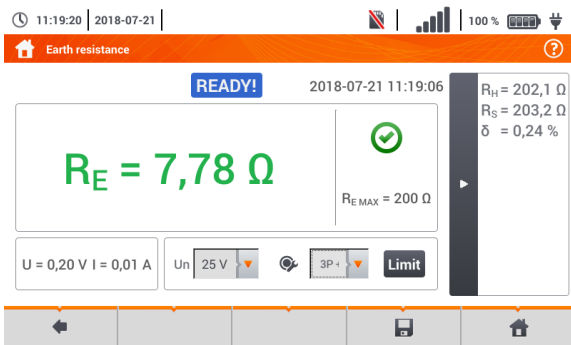 11:19:20 2018-07-21 100 %
Earth resistance ?
READY! 2018-07-21 11:19:06
RE = 7,78 Ω
RE MAX = 200 Ω
RH = 202,1 Ω
RS = 203,2 Ω
δ = 0,24 %
U = 0,20 V I = 0,01 A
Un 25 V 3P Limit